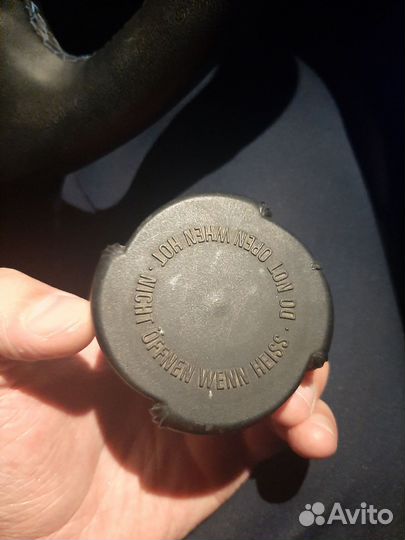 DO NOT OPEN WHEN HOT · NICHT ÖFFNEN WENN HEISS ·
Avito